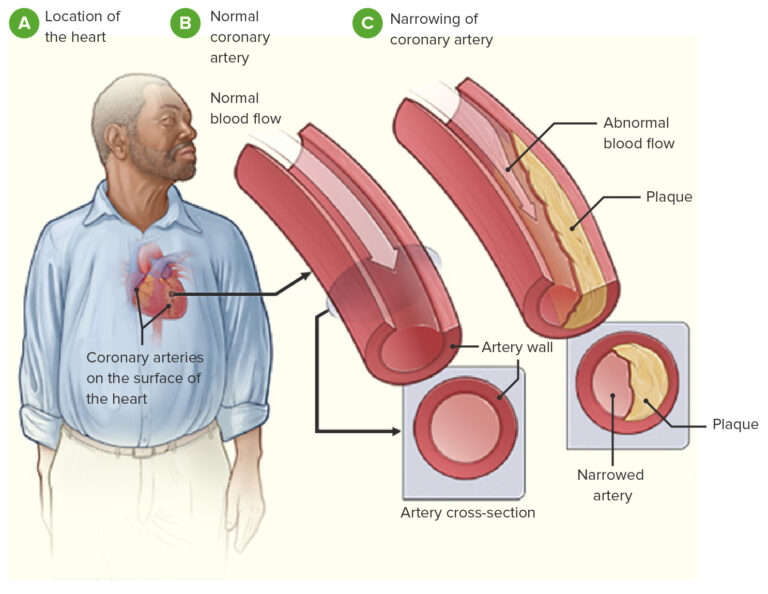 A
Location of
the heart
B
Normal
coronary
artery
Normal
blood flow
C
Narrowing of
coronary artery
Abnormal
blood flow
Plaque
Coronary arteries
on the surface of
the heart
Artery wall
Artery cross-section
Plaque
Narrowed
artery